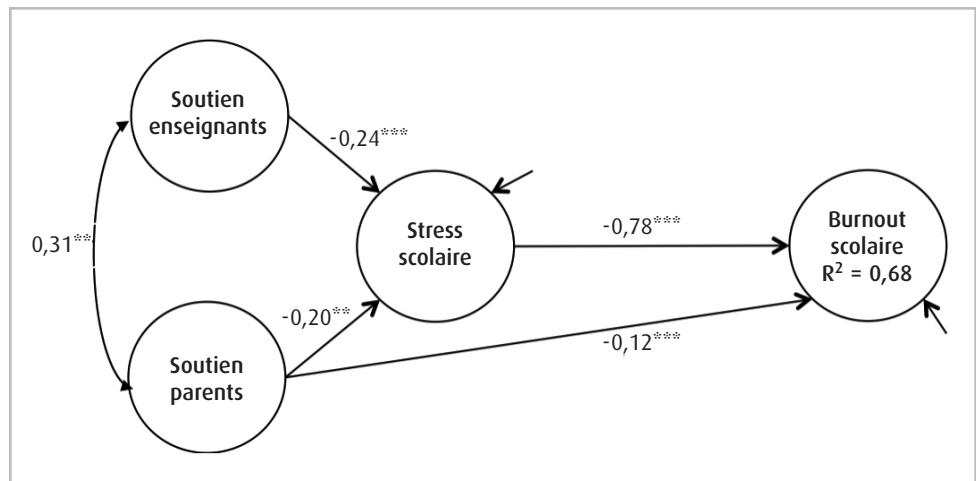 Soutien
enseignants
-0,24***
Stress
scolaire
-0,78***
Burnout
scolaire
R² = 0,68
0,31**
-0,20**
-0,12***
Soutien
parents